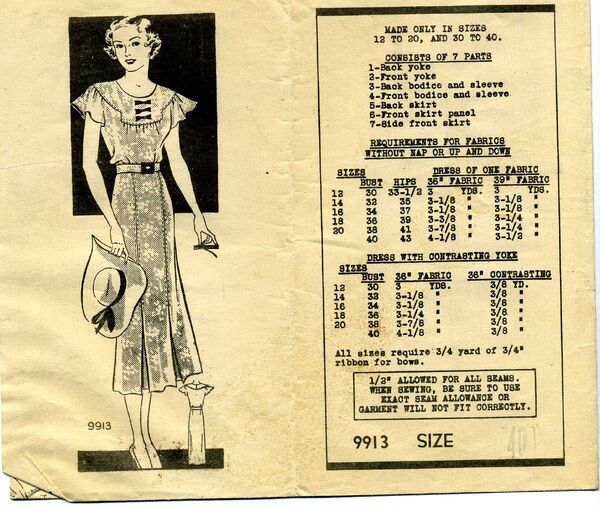 9913
MADE ONLY IN SIZES
12 TO 20, AND 30 TO 40.
CONSISTS OF 7 PARTS
1-Back yoke
2-Front yoke
3-Back bodice and sleeve
4-Front bodice and sleeve
5-Back skirt
6-Front skirt panel
7-Side front skirt
REQUIREMENTS FOR FABRICS
WITHOUT NAP OR UP AND DOWN
SIZES DRESS OF ONE FABRIC
BUST HIPS 36" FABRIC 39" FABRIC
12 30 33-1/2 3 YDS. 3 YDS.
14 32 35 3-1/8 " 3-1/8 "
16 34 37 3-1/8 " 3-1/8 "
18 36 39 3-3/8 " 3-1/4 "
20 38 41 3-7/8 " 3-1/4 "
40 43 4-1/8 " 3-1/2 "
DRESS WITH CONTRASTING YOKE
SIZES
BUST 36" FABRIC 36" CONTRASTING
12 30 3 YDS. 3/8 YD.
14 32 3-1/8 " 3/8 "
16 34 3-1/8 " 3/8 "
18 36 3-1/4 " 3/8 "
20 38 3-7/8 " 3/8 "
40 4-1/8 " 3/8 "
All sizes require 3/4 yard of 3/4"
ribbon for bows.
1/2" ALLOWED FOR ALL SEAMS.
WHEN SEWING, BE SURE TO USE
EXACT SEAM ALLOWANCE OR
GARMENT WILL NOT FIT CORRECTLY.
9913 SIZE 40